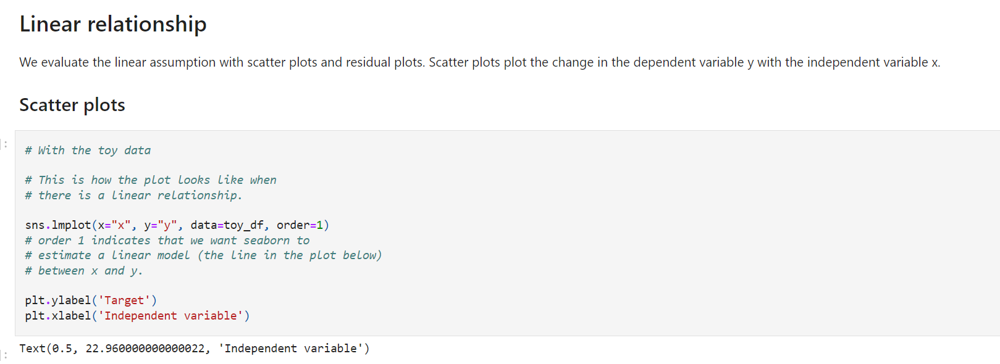 Linear relationship
We evaluate the linear assumption with scatter plots and residual plots. Scatter plots plot the change in the dependent variable y with the independent variable x.
Scatter plots
]:
# With the toy data
# This is how the plot looks like when
# there is a linear relationship.
sns.lmplot(x="x", y="y", data=toy_df, order=1)
# order 1 indicates that we want seaborn to
# estimate a linear model (the line in the plot below)
# between x and y.
plt.ylabel('Target')
plt.xlabel('Independent variable')
]:
Text(0.5, 22.960000000000022, 'Independent variable')